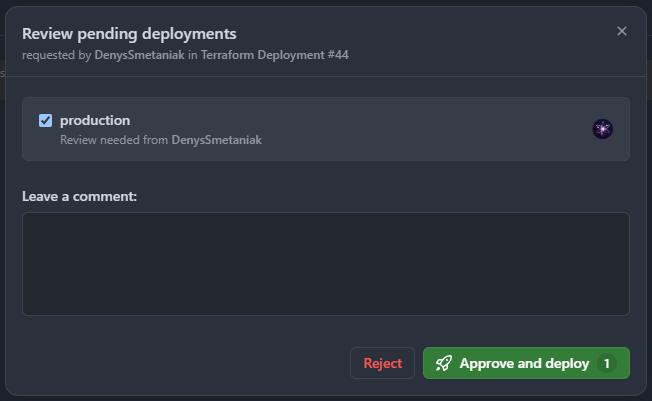 Review pending deployments
requested by DenysSmetaniak in Terraform Deployment #44
production
Review needed from DenysSmetaniak
Leave a comment:
Reject
Approve and deploy 1